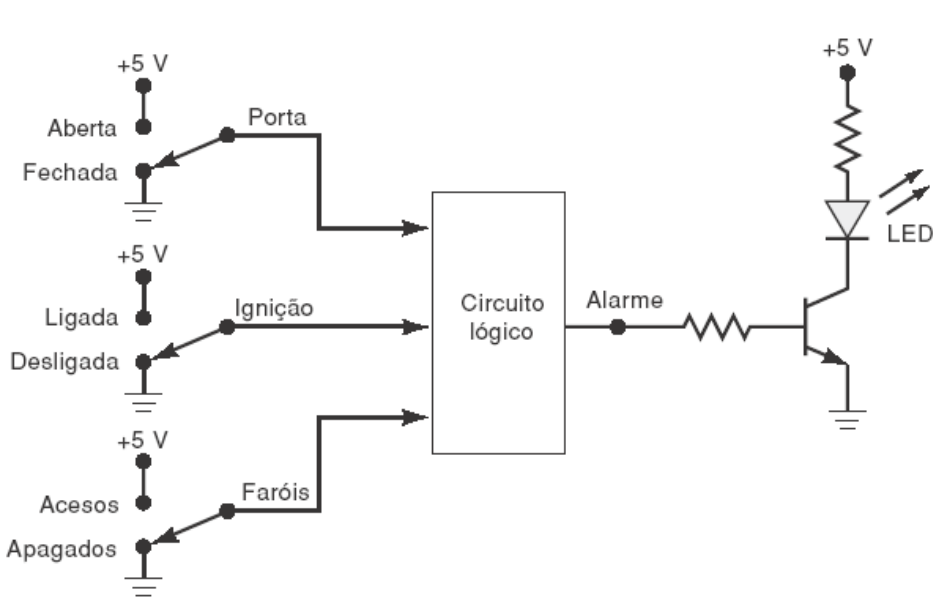 +5 V
Aberta
Porta
Fechada
+5 V
Ligada
Ignição
Desligada
+5 V
Acesos
Faróis
Apagados
Circuito
lógico
Alarme
+5 V
LED